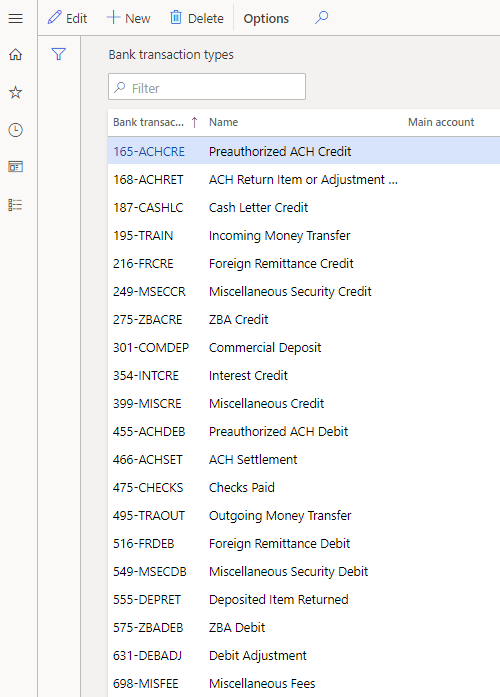 Edit New Delete Options
Bank transaction types
Filter
Bank transac... ↑ Name Main account
165-ACHCRE Preauthorized ACH Credit
168-ACHRET ACH Return Item or Adjustment ...
187-CASHLC Cash Letter Credit
195-TRAIN Incoming Money Transfer
216-FRCRE Foreign Remittance Credit
249-MSECCR Miscellaneous Security Credit
275-ZBACRE ZBA Credit
301-COMDEP Commercial Deposit
354-INTCRE Interest Credit
399-MISCRE Miscellaneous Credit
455-ACHDEB Preauthorized ACH Debit
466-ACHSET ACH Settlement
475-CHECKS Checks Paid
495-TRAOUT Outgoing Money Transfer
516-FRDEB Foreign Remittance Debit
549-MSECDB Miscellaneous Security Debit
555-DEPRET Deposited Item Returned
575-ZBADEB ZBA Debit
631-DEBADJ Debit Adjustment
698-MISFEE Miscellaneous Fees